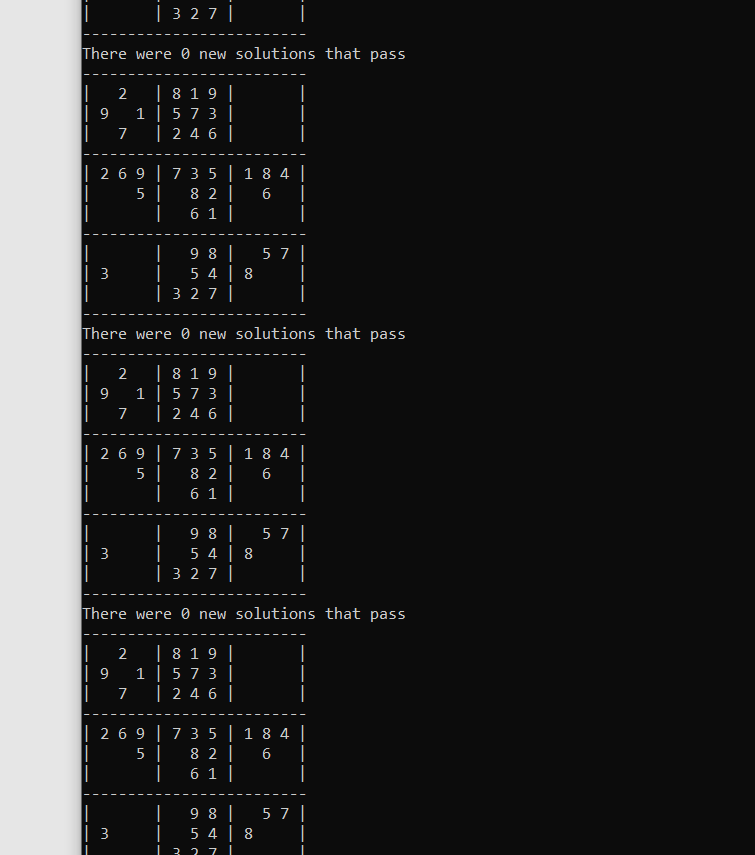 |        | 3 2 7 |       |
-------------------------
There were 0 new solutions that pass
-------------------------
|   2   | 8 1 9 |       |
| 9   1 | 5 7 3 |       |
|   7   | 2 4 6 |       |
-------------------------
| 2 6 9 | 7 3 5 | 1 8 4 |
|     5 |   8 2 |   6   |
|       |   6 1 |       |
-------------------------
|       |   9 8 |   5 7 |
| 3     |   5 4 | 8     |
|       | 3 2 7 |       |
-------------------------
There were 0 new solutions that pass
-------------------------
|   2   | 8 1 9 |       |
| 9   1 | 5 7 3 |       |
|   7   | 2 4 6 |       |
-------------------------
| 2 6 9 | 7 3 5 | 1 8 4 |
|     5 |   8 2 |   6   |
|       |   6 1 |       |
-------------------------
|       |   9 8 |   5 7 |
| 3     |   5 4 | 8     |
|       | 3 2 7 |       |
-------------------------
There were 0 new solutions that pass
-------------------------
|   2   | 8 1 9 |       |
| 9   1 | 5 7 3 |       |
|   7   | 2 4 6 |       |
-------------------------
| 2 6 9 | 7 3 5 | 1 8 4 |
|     5 |   8 2 |   6   |
|       |   6 1 |       |
-------------------------
|       |   9 8 |   5 7 |
| 3     |   5 4 | 8     |
|       | 3 2 7 |       |